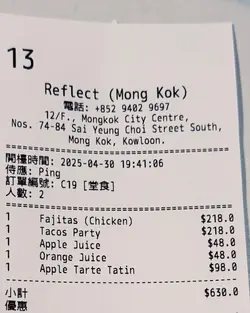 13
Reflect (Mong Kok)
電話: +852 9402 9697
12/F., Mongkok City Centre,
Nos. 74-84 Sai Yeung Choi Street South,
Mong Kok, Kowloon.
開檯時間: 2025-04-30 19:41:06
侍應: Ping
訂單編號: C19 [堂食]
人數: 2
1 Fajitas (Chicken) $218.0
1 Tacos Party $218.0
1 Apple Juice $48.0
1 Orange Juice $48.0
1 Apple Tarte Tatin $98.0
小計 $630.0
優惠